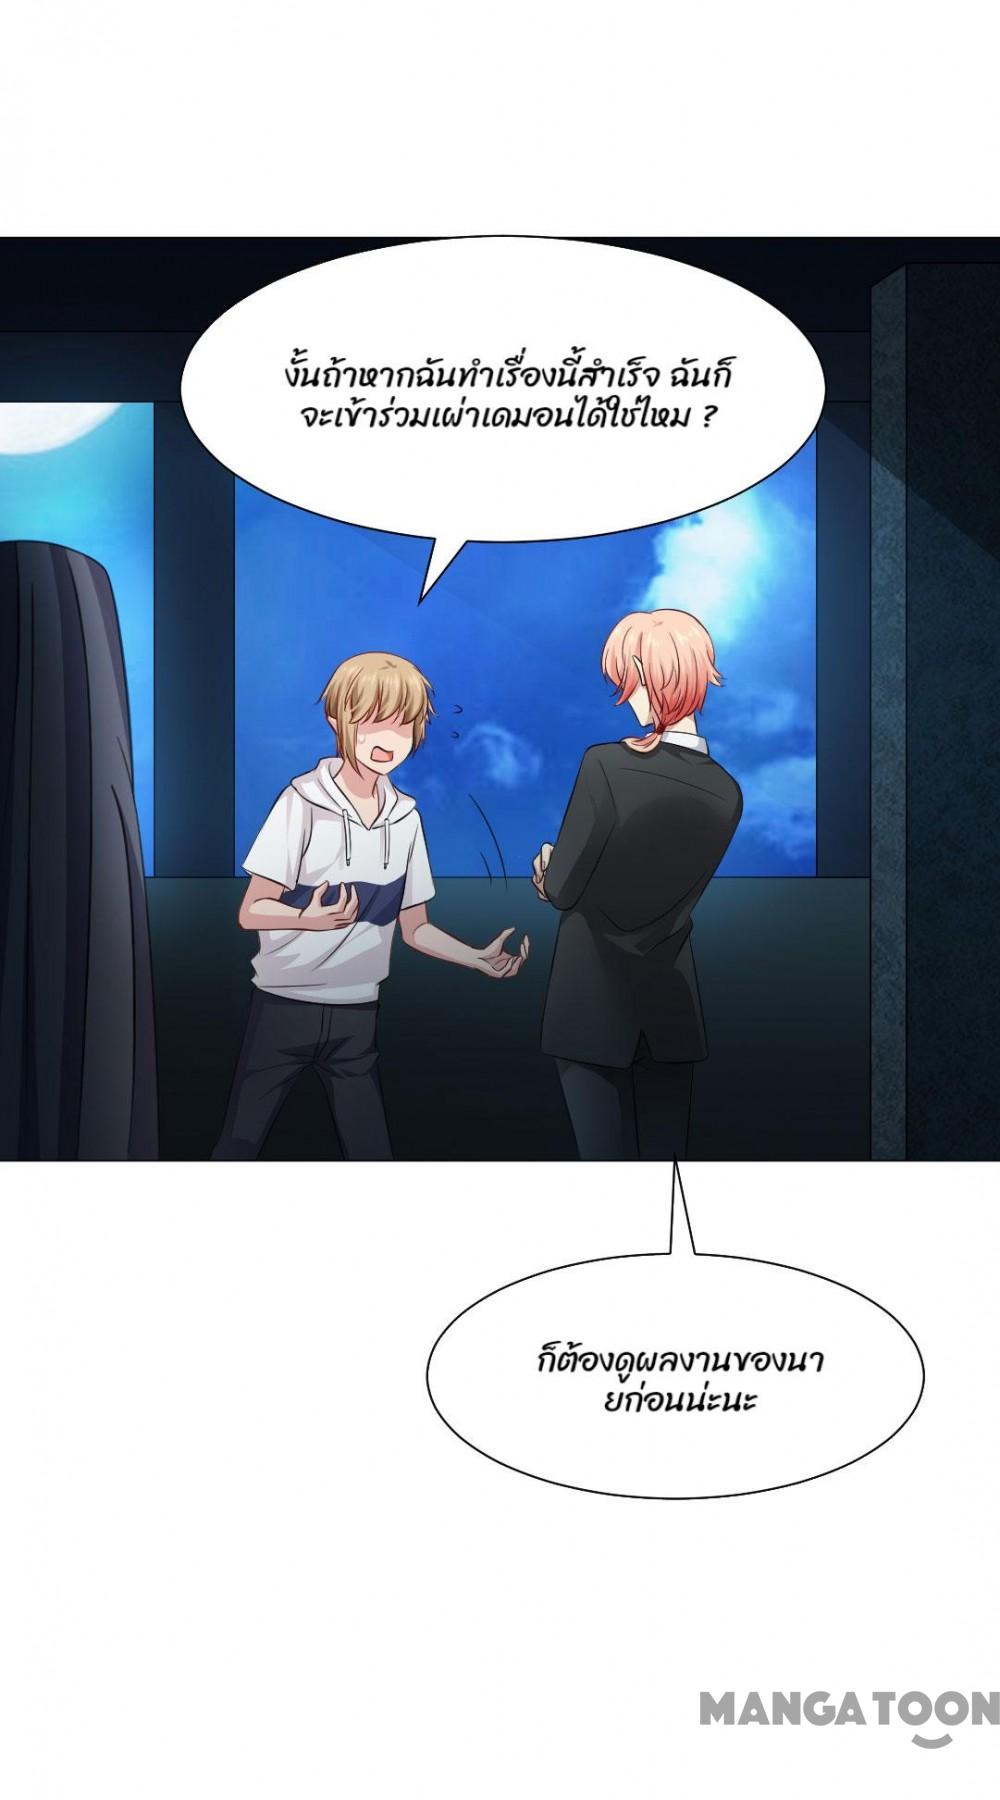 งั้นถ้าหากฉันทำเรื่องนี้สำเร็จ ฉันก็
จะเข้าร่วมเผ่าเดมอนได้ใช่ไหม ?
ก็ต้องดูผลงานของนา
ยก่อนน่ะนะ
MANGATOON